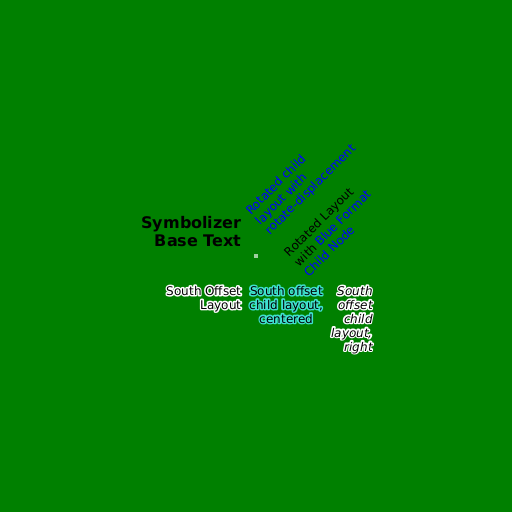 Rotated child
layout with
rotate-displacement
Symbolizer
Base Text
Rotated Layout
with Blue Format
Child Node
South Offset
Layout
South offset
child layout,
centered
South
offset
child
layout,
right